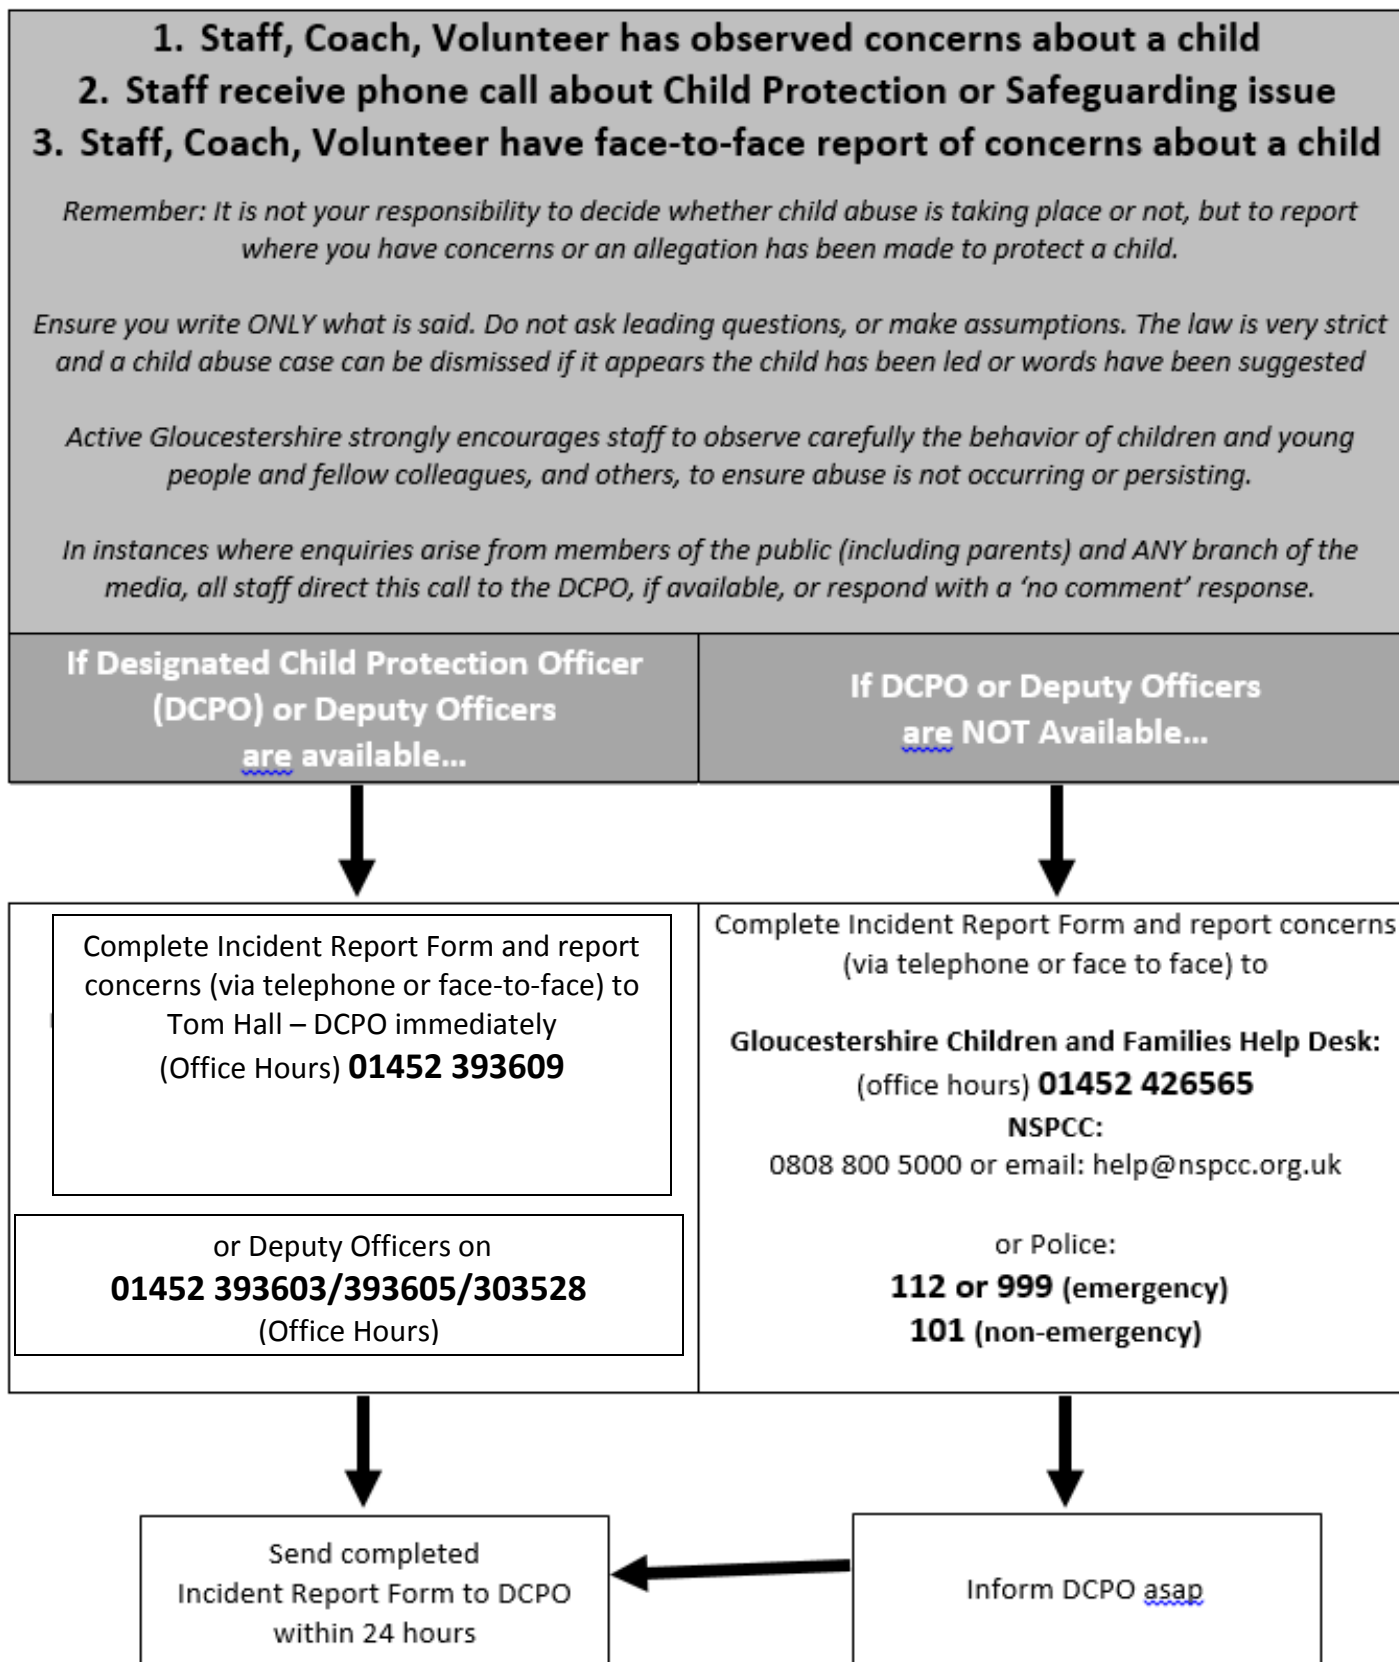 1. Staff, Coach, Volunteer has observed concerns about a child
2. Staff receive phone call about Child Protection or Safeguarding issue
3. Staff, Coach, Volunteer have face-to-face report of concerns about a child
Remember: It is not your responsibility to decide whether child abuse is taking place or not, but to report
where you have concerns or an allegation has been made to protect a child.
Ensure you write ONLY what is said. Do not ask leading questions, or make assumptions. The law is very strict
and a child abuse case can be dismissed if it appears the child has been led or words have been suggested
Active Gloucestershire strongly encourages staff to observe carefully the behavior of children and young
people and fellow colleagues, and others, to ensure abuse is not occurring or persisting.
In instances where enquiries arise from members of the public (including parents) and ANY branch of the
media, all staff direct this call to the DCPO, if available, or respond with a ‘no comment’ response.
If Designated Child Protection Officer
(DCPO) or Deputy Officers
are available...
If DCPO or Deputy Officers
are NOT Available...
Complete Incident Report Form and report
concerns (via telephone or face-to-face) to
Tom Hall – DCPO immediately
(Office Hours) 01452 393609
or Deputy Officers on
01452 393603/393605/303528
(Office Hours)
Complete Incident Report Form and report concerns
(via telephone or face to face) to
Gloucestershire Children and Families Help Desk:
(office hours) 01452 426565
NSPCC:
0808 800 5000 or email: help@nspcc.org.uk
or Police:
112 or 999 (emergency)
101 (non-emergency)
Send completed
Incident Report Form to DCPO
within 24 hours
Inform DCPO asap